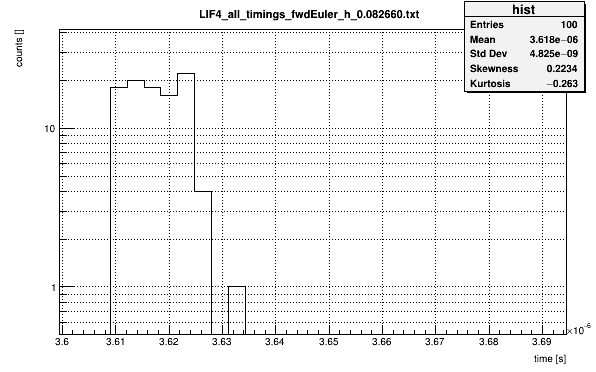 LIF4_all_timings_fwdEuler_h_0.082660.txt
hist
Entries 100
Mean 3.618e−06
Std Dev 4.825e−09
Skewness 0.2234
Kurtosis −0.263
counts []
10
1
3.6 3.61 3.62 3.63 3.64 3.65 3.66 3.67 3.68 3.69
×10⁻⁶
time [s]